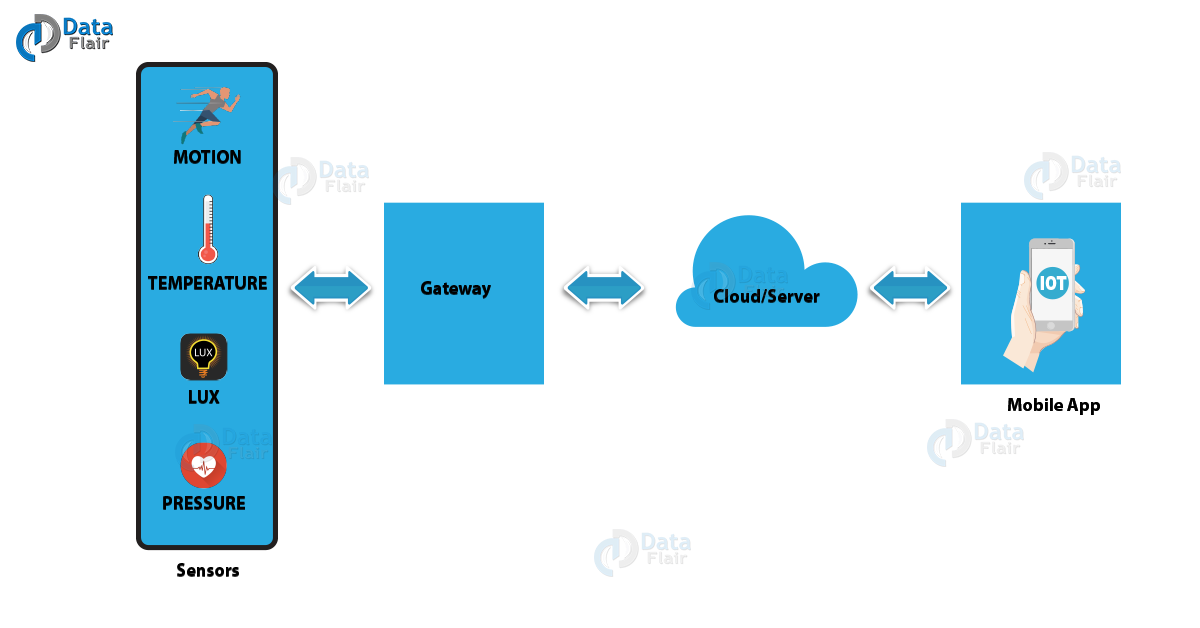 Data
Flair
MOTION
Data
Flair
Data
Flair
TEMPERATURE
Gateway
Data
Cloud/Server
IOT
LUX
LUX
Mobile App
Data
Flair
Data
Flair
PRESSURE
Sensors
Data
Flair